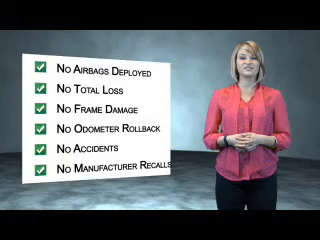 No Airbags Deployed
No Total Loss
No Frame Damage
No Odometer Rollback
No Accidents
No Manufacturer Recalls